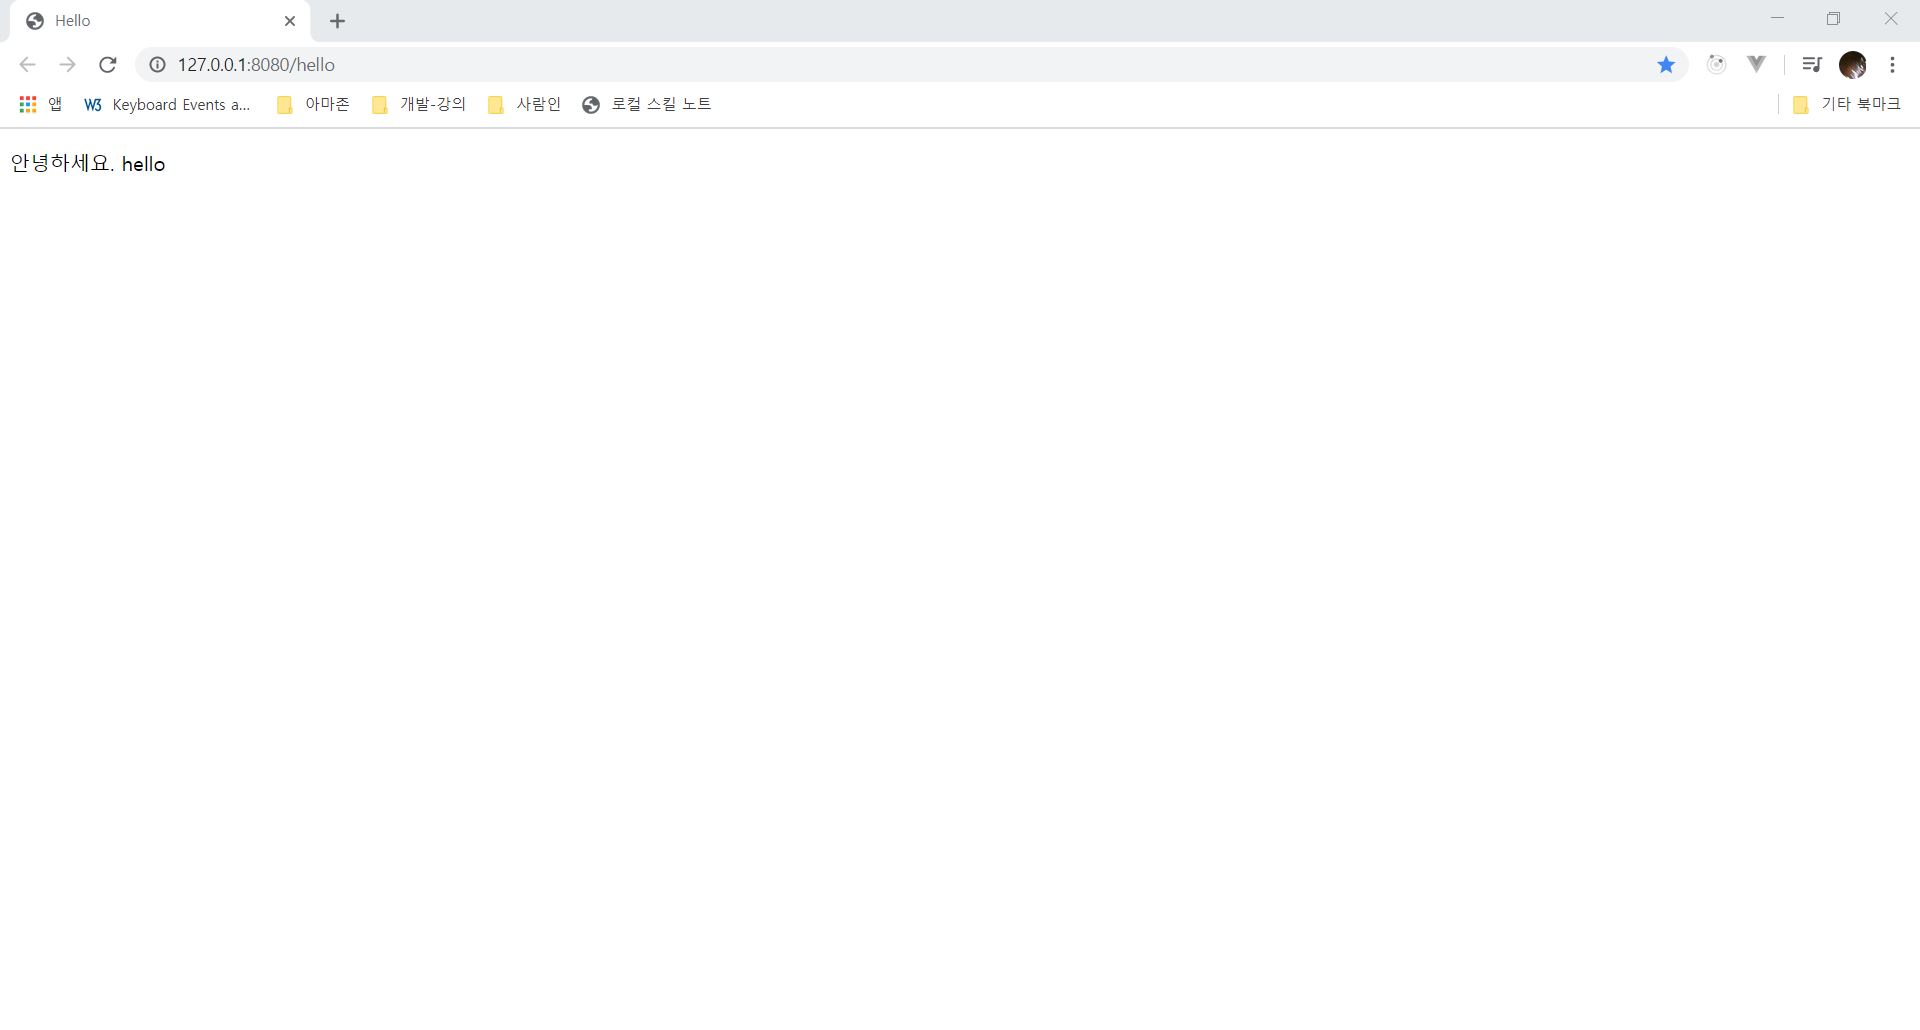 Hello
127.0.0.1:8080/hello
앱 W3 Keyboard Events a... 아마존 개발-강의 사람인 로컬 스킬 노트 기타 북마크
안녕하세요. hello